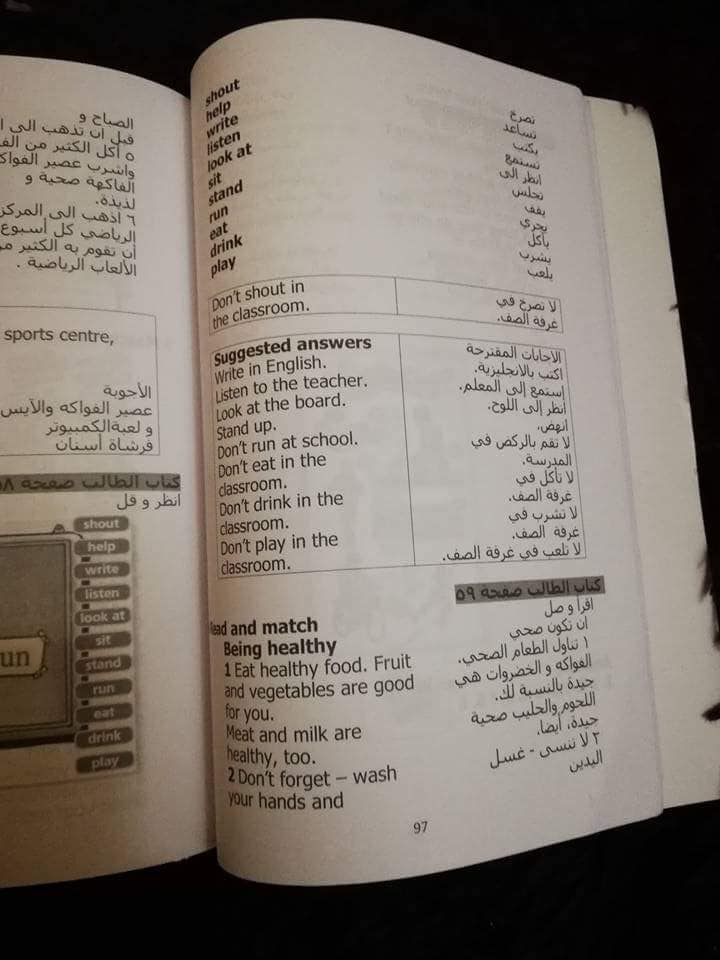 الصباح و
قبل أن تذهب الى
٥ أكل الكثير من
واشرب عصير الفواك
الفاكهة صحية و
لذيذة.
٦ اذهب الى المركز
الرياضي كل أسبوع
أن تقوم به الكثير
الألعاب الرياضية .
sports centre,
الأجوبة
عصير الفواكه والآيس
و لعبةالكمبيوتر
فرشاة أسنان
كتاب الطالب صفحة ٥٨
انظر و قل
shout
help
write
listen
look at
sit
stand
run
eat
drink
play
un
shout
help
write
listen
look at
sit
stand
run
eat
drink
play
تصرخ
تساعد
يكتب
تستمع
انظر الى
تجلس
يقف
يجري
يأكل
يشرب
يلعب
Don't shout in
the classroom.
لا تصرخ في
غرفة الصف.
Suggested answers
Write in English.
Listen to the teacher.
Look at the board.
Stand up.
Don't run at school.
Don't eat in the
classroom.
Don't drink in the
classroom.
Don't play in the
classroom.
الاجابات المقترحة
اكتب بالانجليزية.
إستمع إلى المعلم.
أنظر إلى اللوح.
انهض.
لا تقم بالركض في
المدرسة.
لا تأكل في
غرفة الصف.
لا تشرب في
غرفة الصف.
لا تلعب في غرفة الصف.
كتاب الطالب صفحة ٥٩
Read and match
Being healthy
1 Eat healthy food. Fruit
and vegetables are good
for you.
Meat and milk are
healthy, too.
2 Don't forget – wash
your hands and
اقرأ و صل
أن تكون صحي
١ تناول الطعام الصحي.
الفواكه و الخضروات هي
جيدة بالنسبة لك.
اللحوم والحليب صحية
جيدة، أيضا.
٢ لا تنسى - غسل
اليدين
97